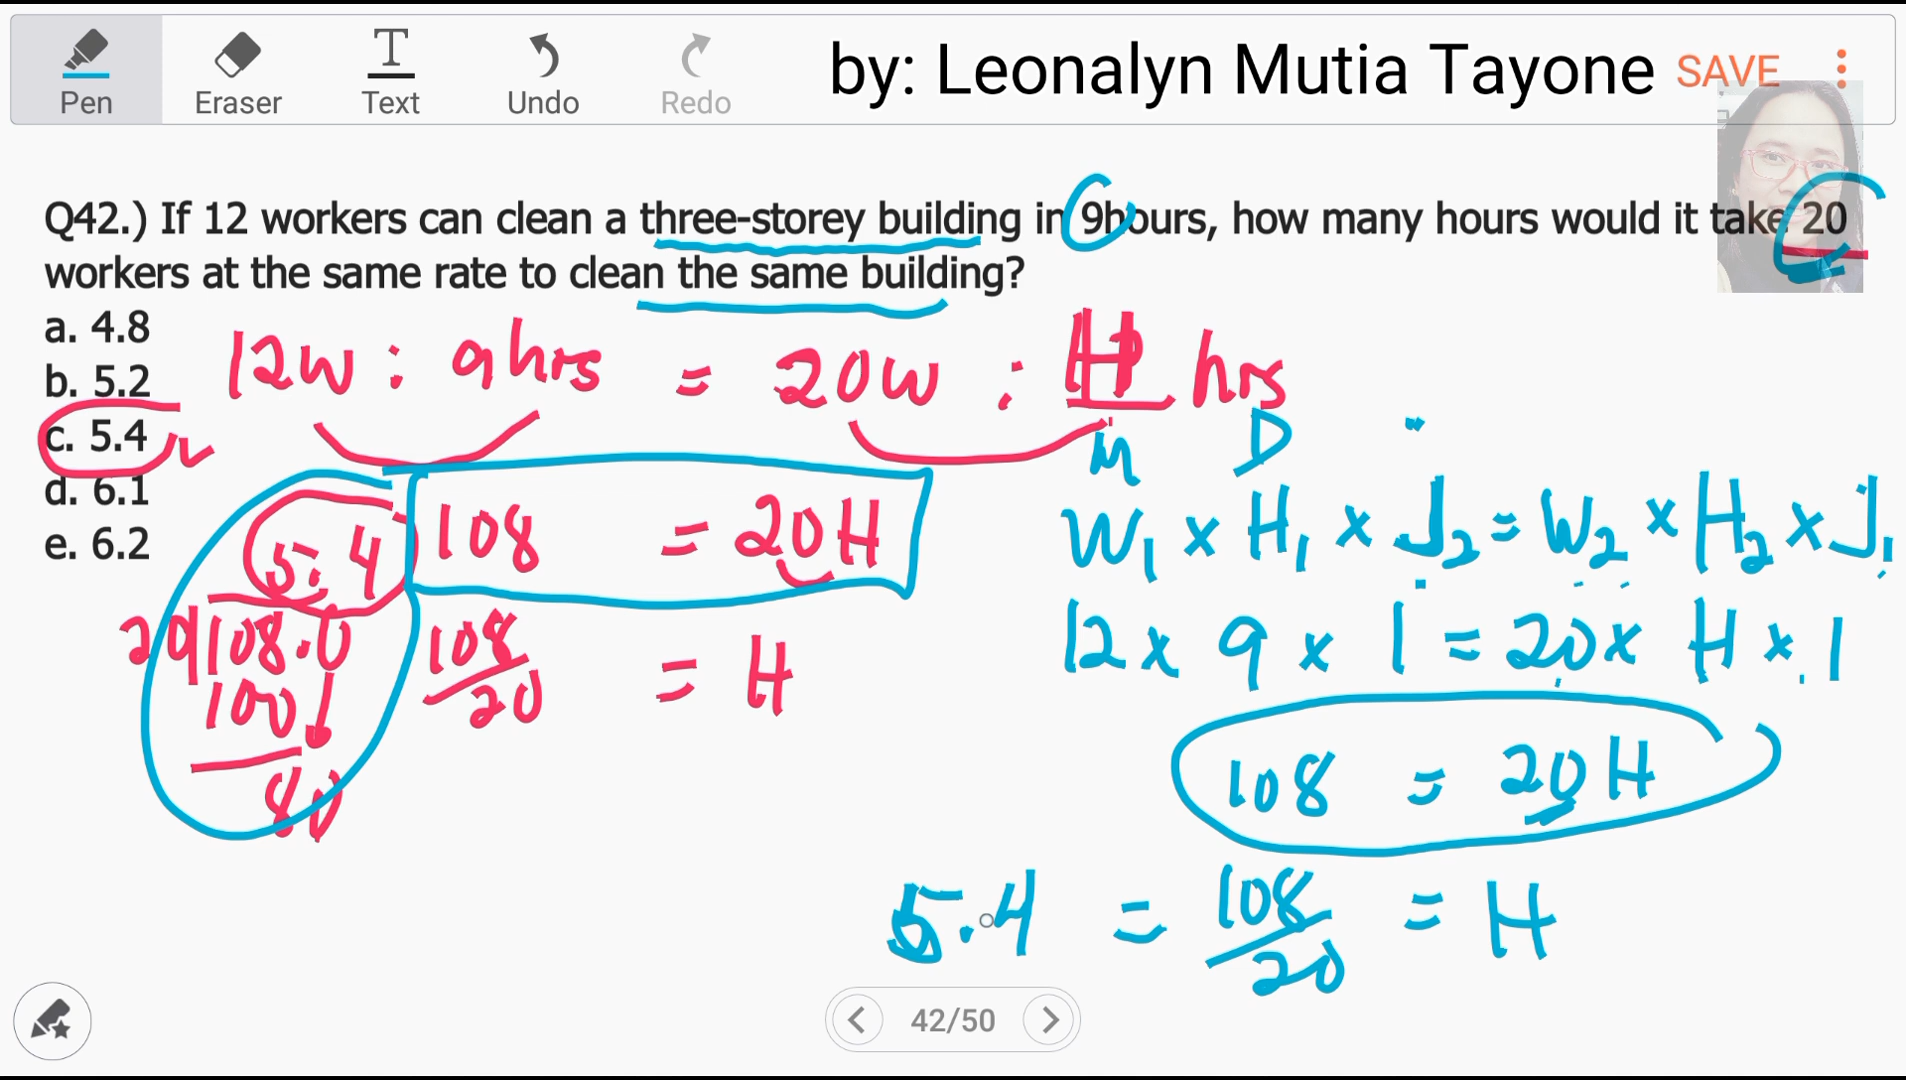 Pen
Eraser
Text
Undo
Redo
by: Leonalyn Mutia Tayone
SAVE
Q42.) If 12 workers can clean a three-storey building in 9hours, how many hours would it take 20
workers at the same rate to clean the same building?
a. 4.8
b. 5.2
c. 5.4
d. 6.1
e. 6.2
12W : 9hrs = 20W : H hrs
108 = 20H
108/20 = H
5.4
20)108.0
100
80
M D
W₁ x H₁ x J₂ = W₂ x H₂ x J₁
12 x 9 x 1 = 20 x H x 1
108 = 20H
5.4 = 108/20 = H
42/50